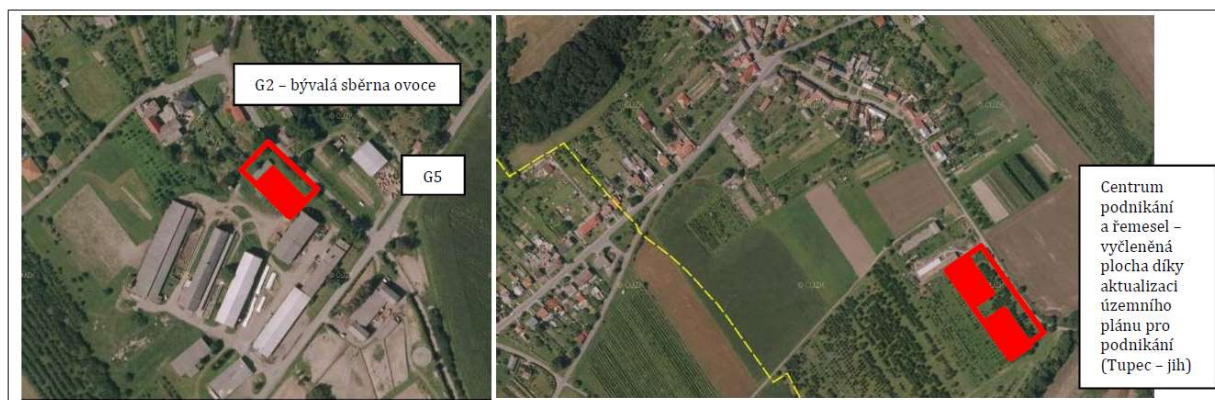 G2 – bývalá sběrna ovoce
G5
Centrum
podnikání
a řemesel –
vyčleněná
plocha díky
aktualizaci
územního
plánu pro
podnikání
(Tupec – jih)